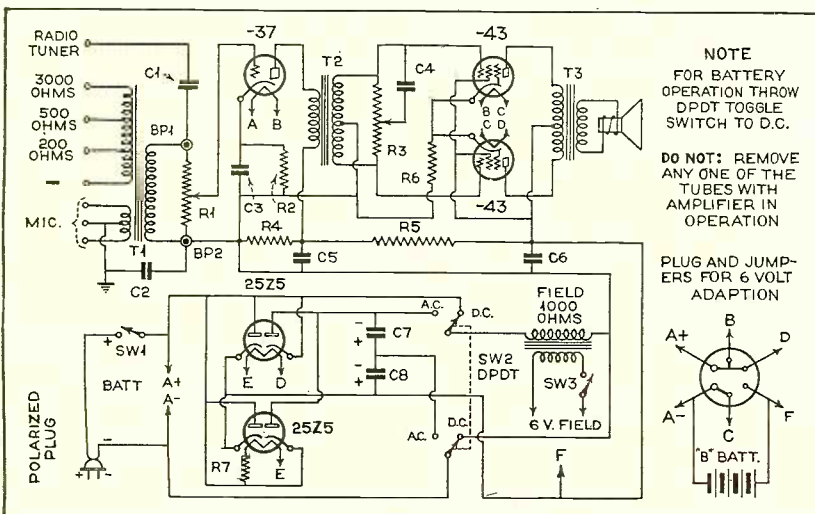 RADIO
TUNER
3000
OHMS
500
OHMS
200
OHMS
-
MIC.
C1
BP1
R1
BP2
T1
C2
-37
A B
C3
R2
T2
R3
C4
R6
R4
C5
R5
-43
B C
C D
-43
T3
C6
25Z5
E D
25Z5
R7
E
- C7
+
- 
+ C8
+
A.C.
D.C.
SW2
DPDT
A.C.
D.C.
FIELD
1000
OHMS
SW3
6 V. FIELD
F
POLARIZED
PLUG
+ SW1
BATT
A+
A-
-
+ -
NOTE
FOR BATTERY
OPERATION THROW
DPDT TOGGLE
SWITCH TO D.C.
DO NOT: REMOVE
ANY ONE OF THE
TUBES WITH
AMPLIFIER IN
OPERATION
PLUG AND JUMP-
ERS FOR 6 VOLT
ADAPTION
B
A+ D
A- F
C
"B" BATT.